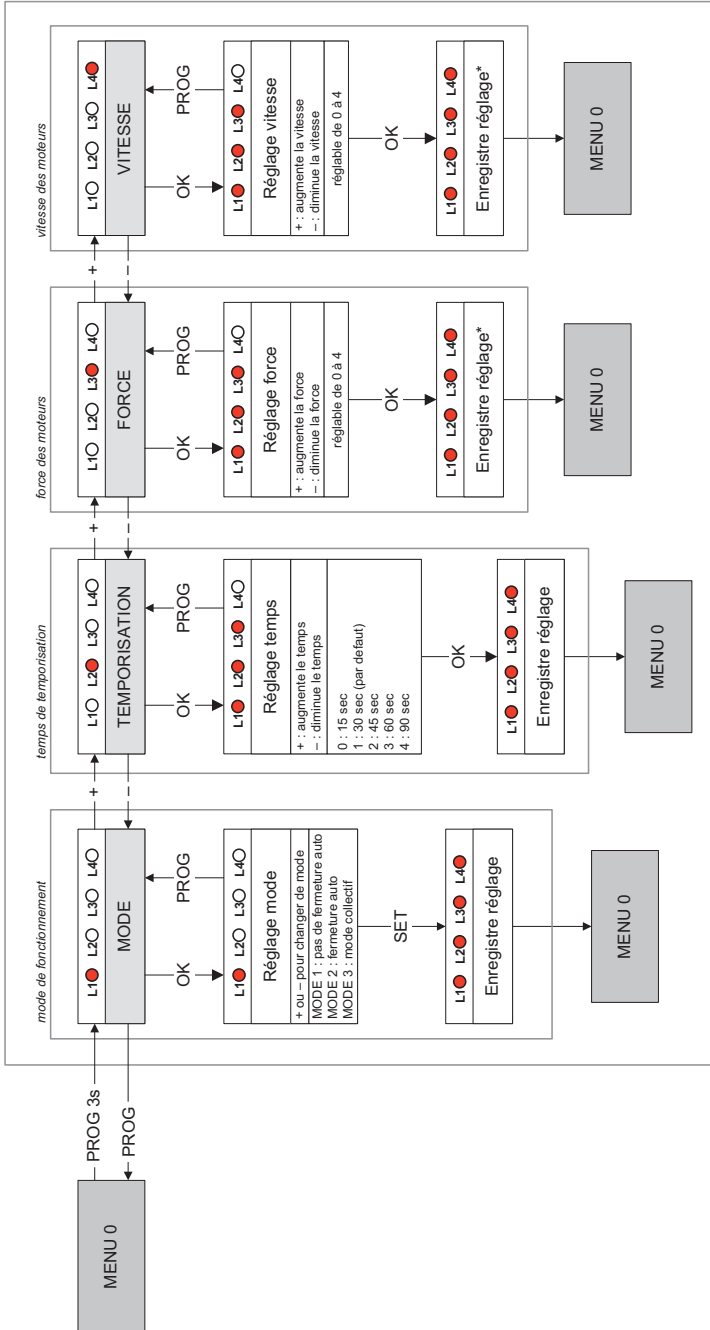 MENU 0
PROG 3s
PROG
mode de fonctionnement
L1 L2 L3 L4
MODE
OK
PROG
L1 L2 L3 L4
Réglage mode
+ ou – pour changer de mode
MODE 1 : pas de fermeture auto
MODE 2 : fermeture auto
MODE 3 : mode collectif
SET
L1 L2 L3 L4
Enregistre réglage
MENU 0
+
–
temps de temporisation
L1 L2 L3 L4
TEMPORISATION
OK
PROG
L1 L2 L3 L4
Réglage temps
+ : augmente le temps
– : diminue le temps
0 : 15 sec
1 : 30 sec (par defaut)
2 : 45 sec
3 : 60 sec
4 : 90 sec
OK
L1 L2 L3 L4
Enregistre réglage
MENU 0
+
–
force des moteurs
L1 L2 L3 L4
FORCE
OK
PROG
L1 L2 L3 L4
Réglage force
+ : augmente la force
– : diminue la force
réglable de 0 à 4
OK
L1 L2 L3 L4
Enregistre réglage*
MENU 0
+
–
vitesse des moteurs
L1 L2 L3 L4
VITESSE
OK
PROG
L1 L2 L3 L4
Réglage vitesse
+ : augmente la vitesse
– : diminue la vitesse
réglable de 0 à 4
OK
L1 L2 L3 L4
Enregistre réglage*
MENU 0